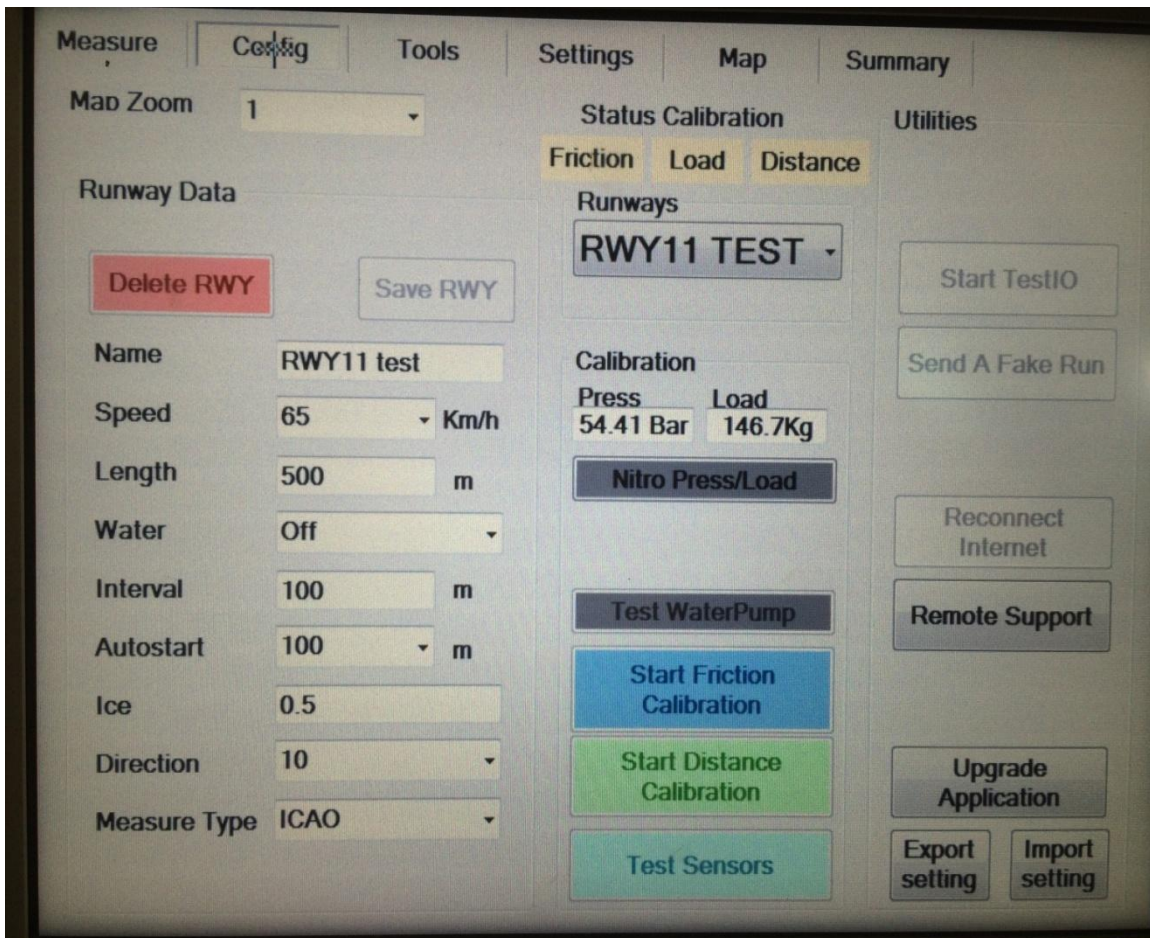 Measure Config Tools Settings Map Summary
Map Zoom 1
Status Calibration
Friction Load Distance
Utilities
Runway Data
Delete RWY Save RWY
Name RWY11 test
Speed 65 Km/h
Length 500 m
Water Off
Interval 100 m
Autostart 100 m
Ice 0.5
Direction 10
Measure Type ICAO
Runways
RWY11 TEST
Calibration
Press Load
54.41 Bar 146.7Kg
Nitro Press/Load
Test WaterPump
Start Friction
Calibration
Start Distance
Calibration
Test Sensors
Start TestIO
Send A Fake Run
Reconnect
Internet
Remote Support
Upgrade
Application
Export Import
setting setting